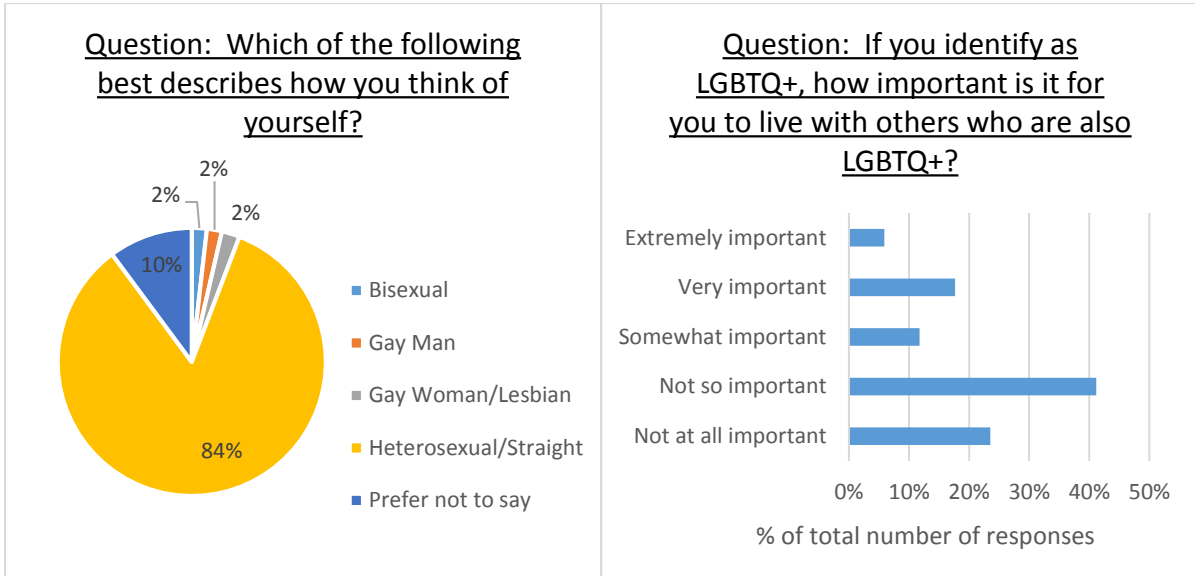 Question:  Which of the following
best describes how you think of
yourself?
2%
2%
2%
10%
84%
Bisexual
Gay Man
Gay Woman/Lesbian
Heterosexual/Straight
Prefer not to say
Question:  If you identify as
LGBTQ+, how important is it for
you to live with others who are also
LGBTQ+?
Extremely important
Very important
Somewhat important
Not so important
Not at all important
0% 10% 20% 30% 40% 50%
% of total number of responses